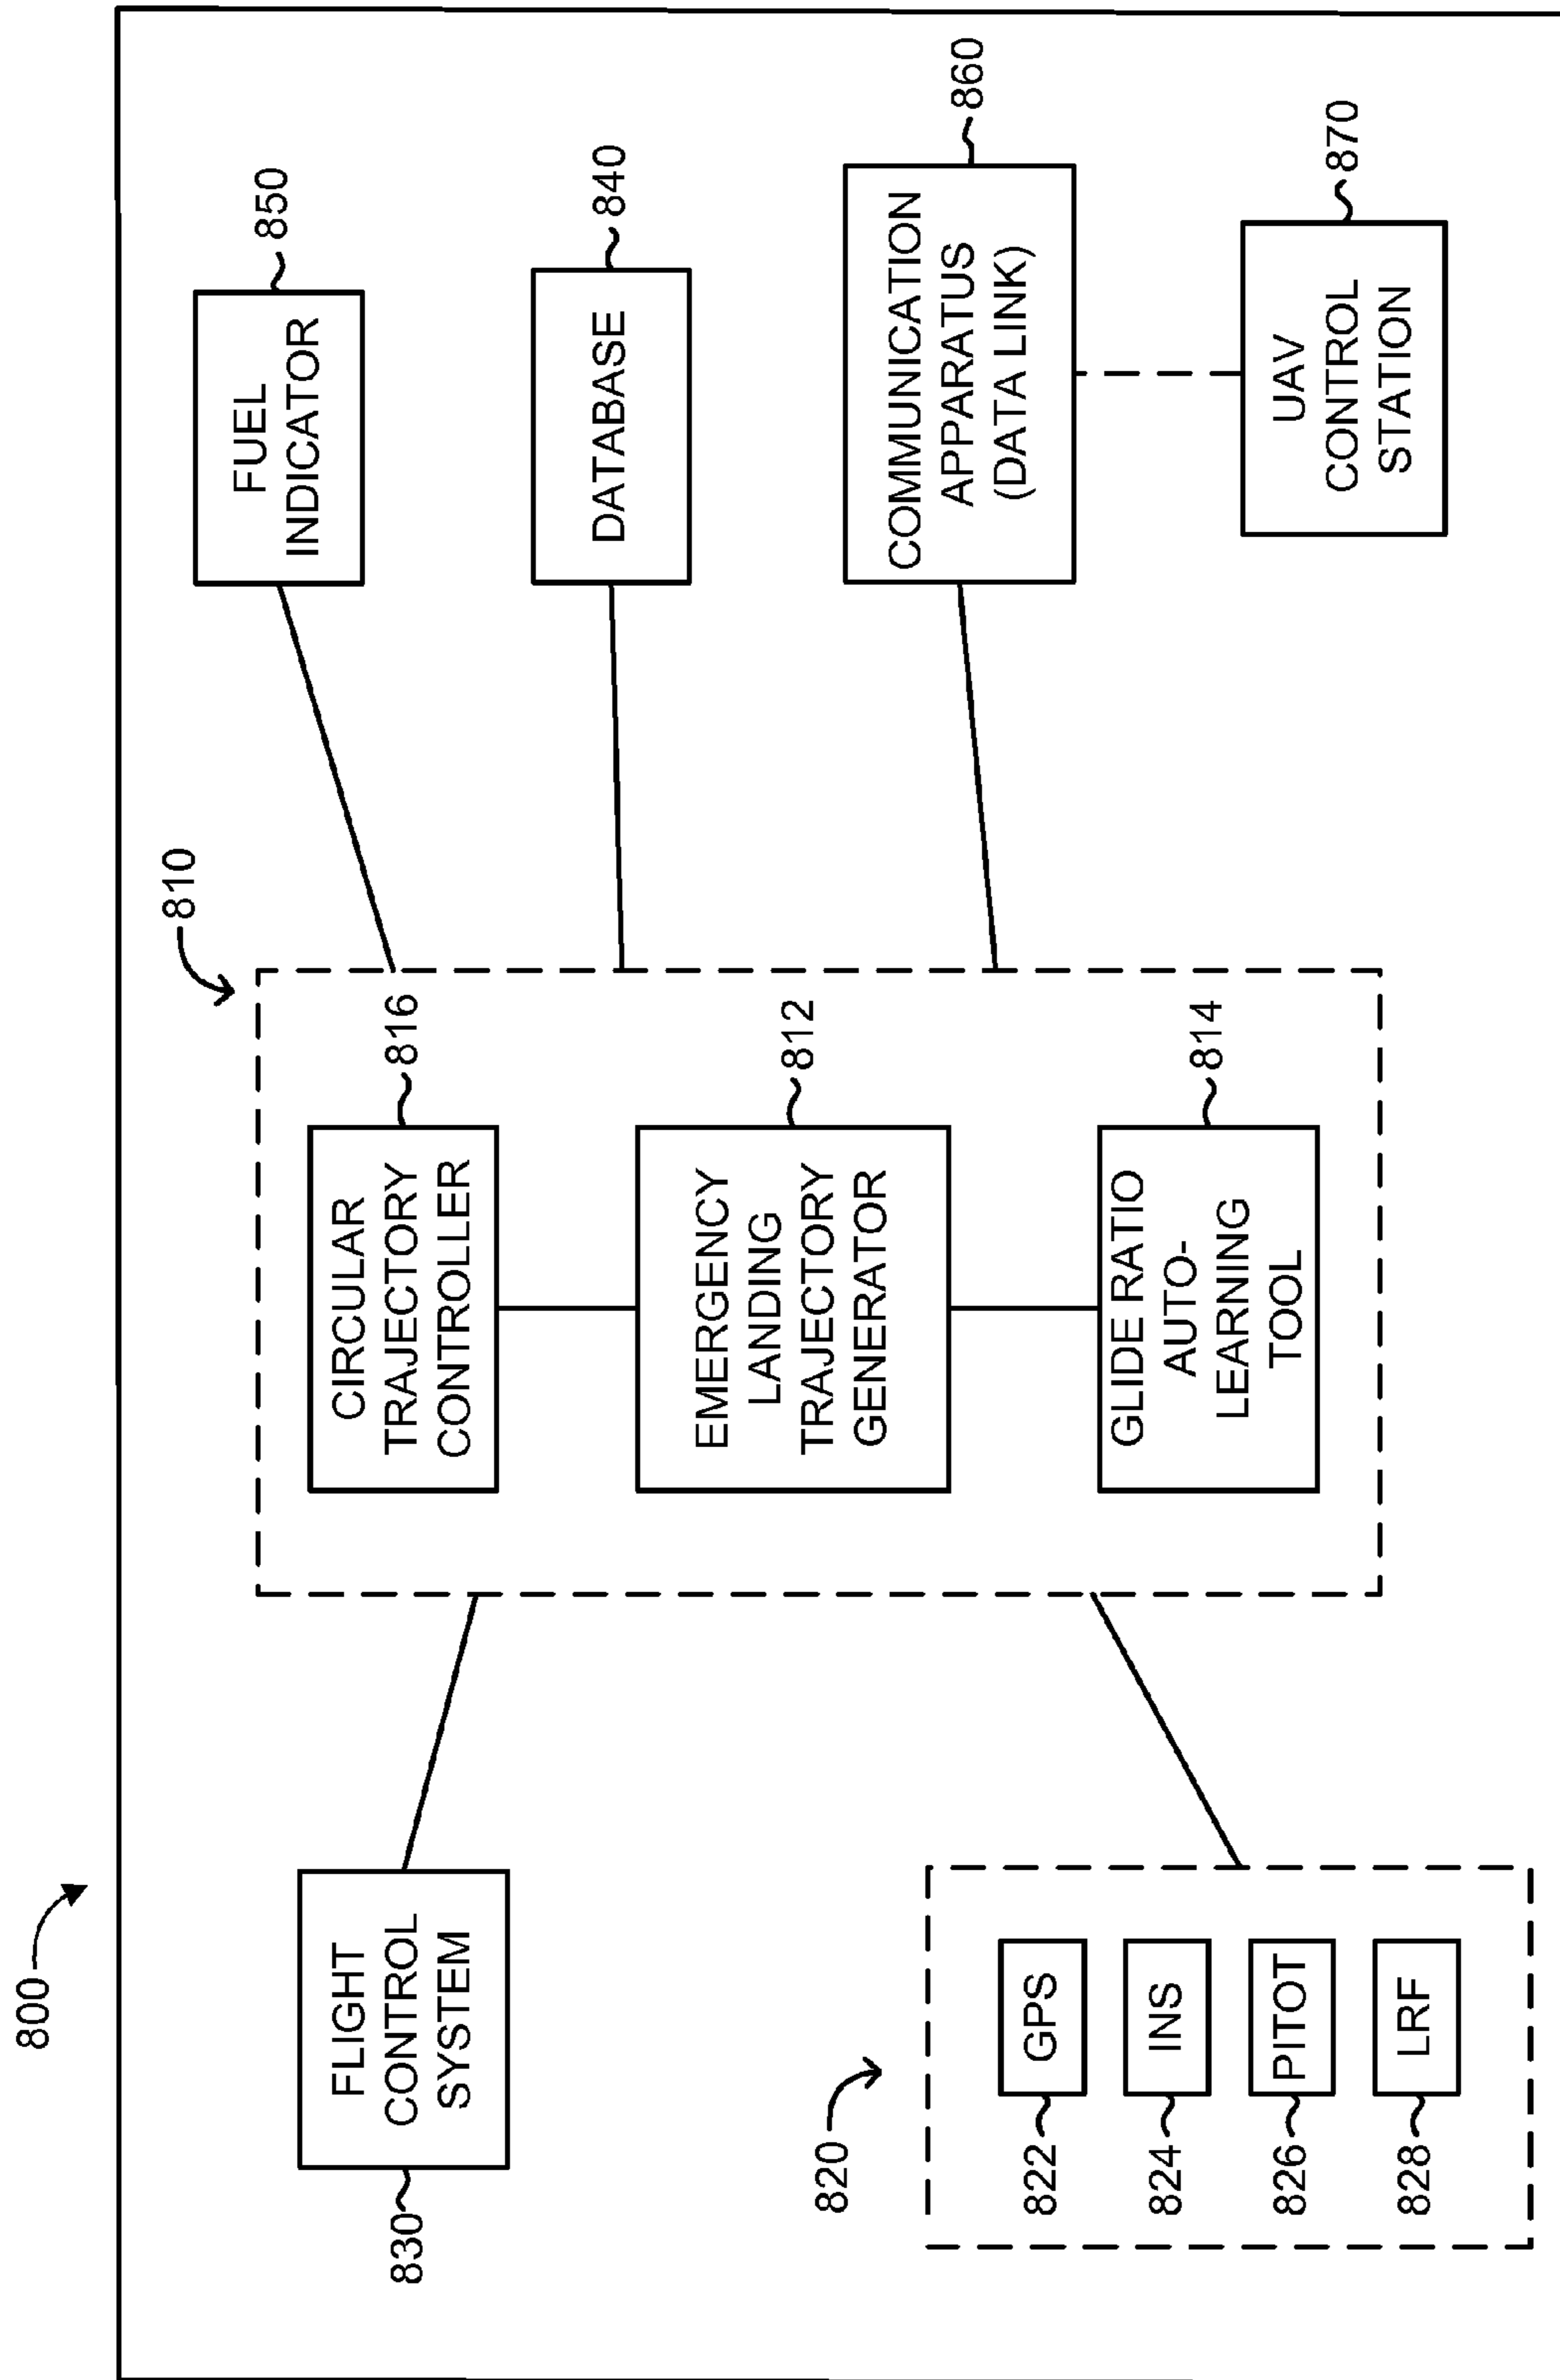 800
810
FLIGHT
CONTROL
SYSTEM
830
CIRCULAR
TRAJECTORY
CONTROLLER
816
FUEL
INDICATOR
850
EMERGENCY
LANDING
TRAJECTORY
GENERATOR
812
DATABASE
840
820
GPS
822
INS
824
PITOT
826
LRF
828
GLIDE RATIO
AUTO-
LEARNING
TOOL
814
COMMUNICATION
APPARATUS
(DATA LINK)
860
UAV
CONTROL
STATION
870